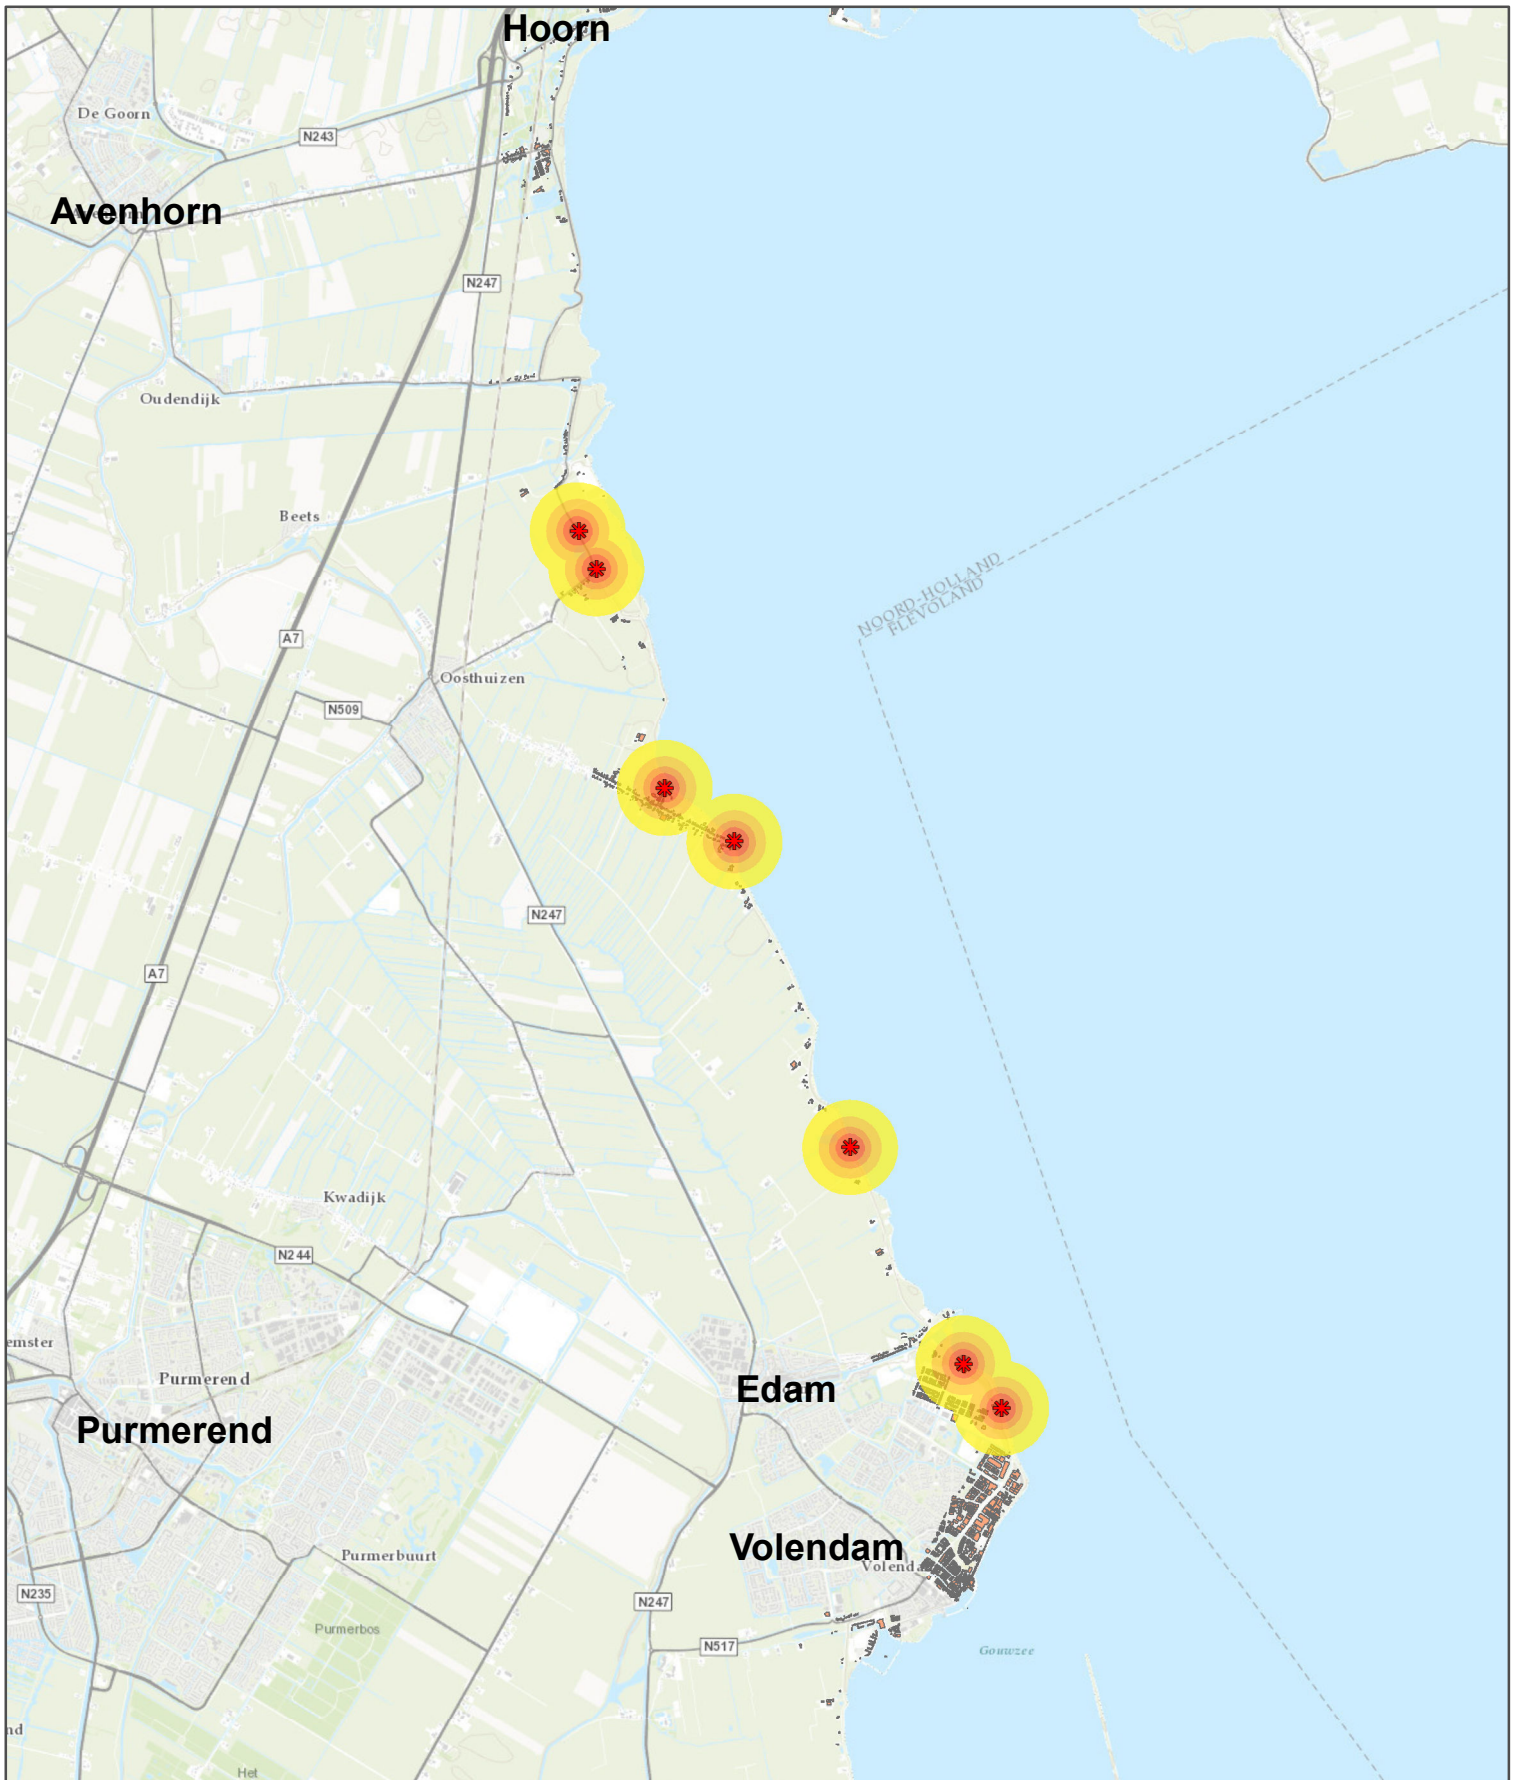 Hoorn
De Goorn
N243
Avenhorn
N247
Oudendijk
Beets
NOORD-HOLLAND
FLEVOLAND
A7
Oosthuizen
N509
N247
A7
Kwadijk
N244
emster
Purmerend
Edam
Purmerend
Volendam
Purmerbuurt
Volenda
N235
N247
Purmerbos
N517
Gouwzee
nd
Het